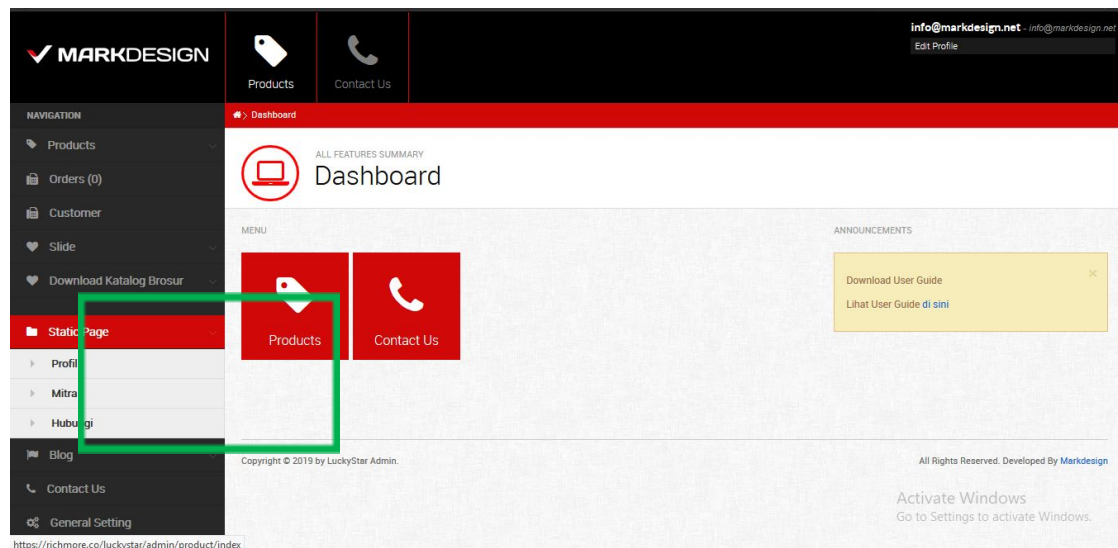 MARKDESIGN
Products
Contact Us
info@markdesign.net - info@markdesign.net
Edit Profile
NAVIGATION
Products
Orders (0)
Customer
Slide
Download Katalog Brosur
Static Page
Profil
Mitra
Hubungi
Blog
Contact Us
General Setting
Dashboard
ALL FEATURES SUMMARY
Dashboard
MENU
Products
Contact Us
ANNOUNCEMENTS
Download User Guide
Lihat User Guide di sini
Copyright © 2019 by LuckyStar Admin.
All Rights Reserved. Developed By Markdesign
Activate Windows
Go to Settings to activate Windows.
https://richmore.co/luckystar/admin/product/index